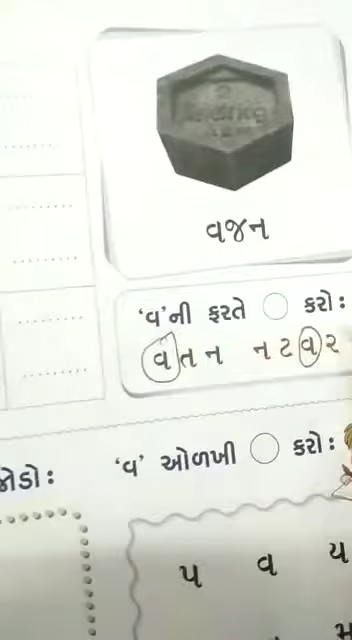 વજન
‘વ’ની ફરતે ◯ કરો :
વતન નટવર
‘વ’ ઓળખી ◯ કરો :
પ વ ય